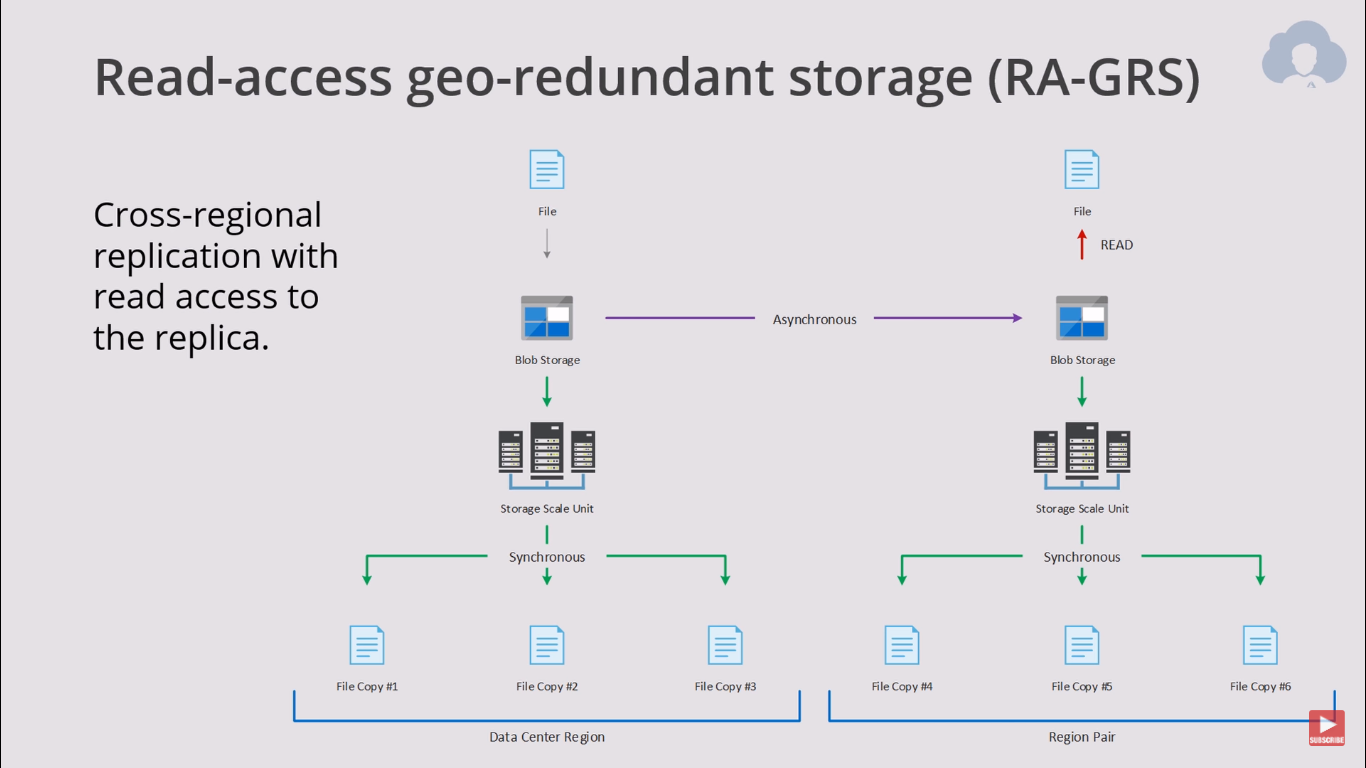 Read-access geo-redundant storage (RA-GRS)
Cross-regional
replication with
read access to
the replica.
File
File
READ
Asynchronous
Blob Storage
Blob Storage
Storage Scale Unit
Storage Scale Unit
Synchronous
Synchronous
File Copy #1
File Copy #2
File Copy #3
File Copy #4
File Copy #5
File Copy #6
Data Center Region
Region Pair
SUBSCRIBE